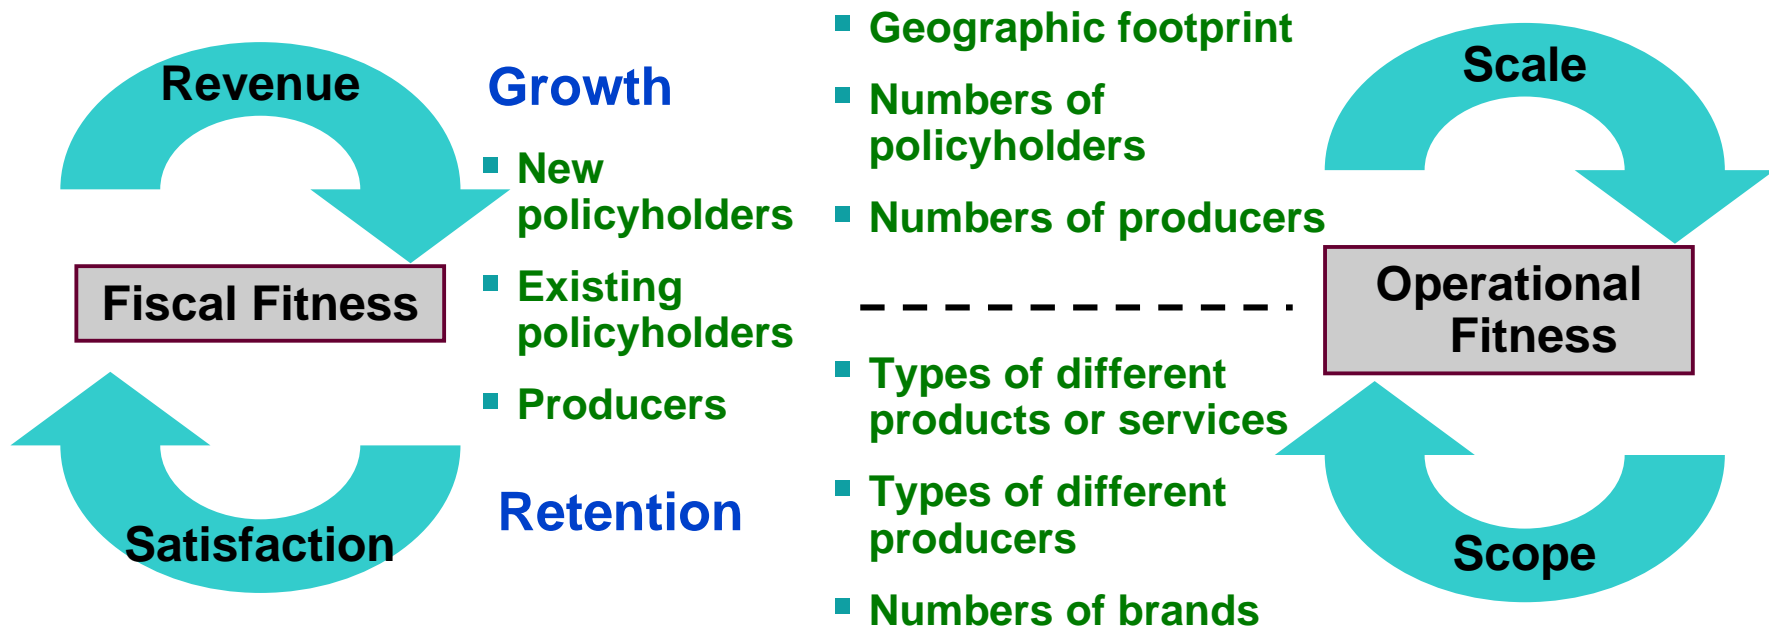 Revenue
Fiscal Fitness
Satisfaction
Growth
New
policyholders
Existing
policyholders
Producers
Retention
Geographic footprint
Numbers of
policyholders
Numbers of producers
Types of different
products or services
Types of different
producers
Numbers of brands
Scale
Operational
Fitness
Scope